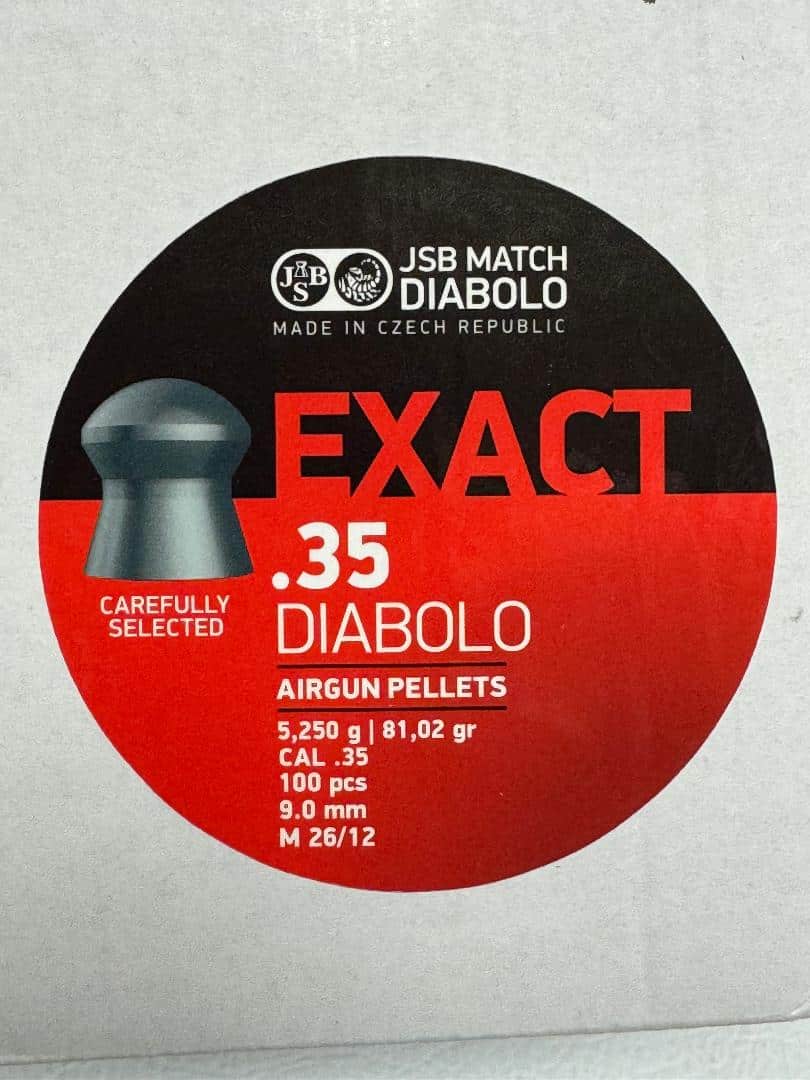 JSB
JSB MATCH
DIABOLO
MADE IN CZECH REPUBLIC
EXACT
.35
DIABOLO
CAREFULLY
SELECTED
AIRGUN PELLETS
5,250 g | 81,02 gr
CAL .35
100 pcs
9.0 mm
M 26/12